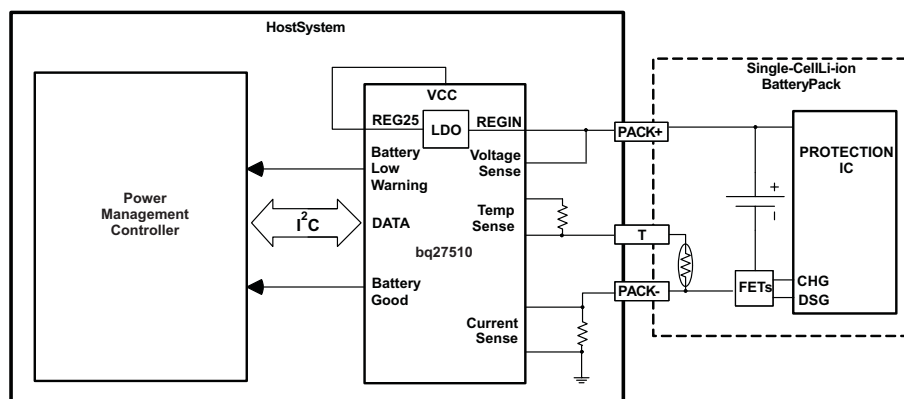 HostSystem
Single-CellLi-ion
BatteryPack
VCC
REG25
LDO
REGIN
PACK+
Battery
Low
Warning
Voltage
Sense
PROTECTION
IC
+
−
Power
Management
Controller
I2C
DATA
Temp
Sense
T
bq27510
Battery
Good
PACK-
FETs
CHG
DSG
Current
Sense